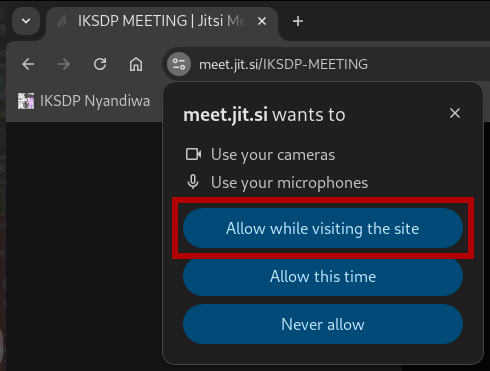 IKSDP MEETING | Jitsi Me
meet.jit.si/IKSDP-MEETING
IKSDP Nyandiwa
meet.jit.si wants to
Use your cameras
Use your microphones
Allow while visiting the site
Allow this time
Never allow